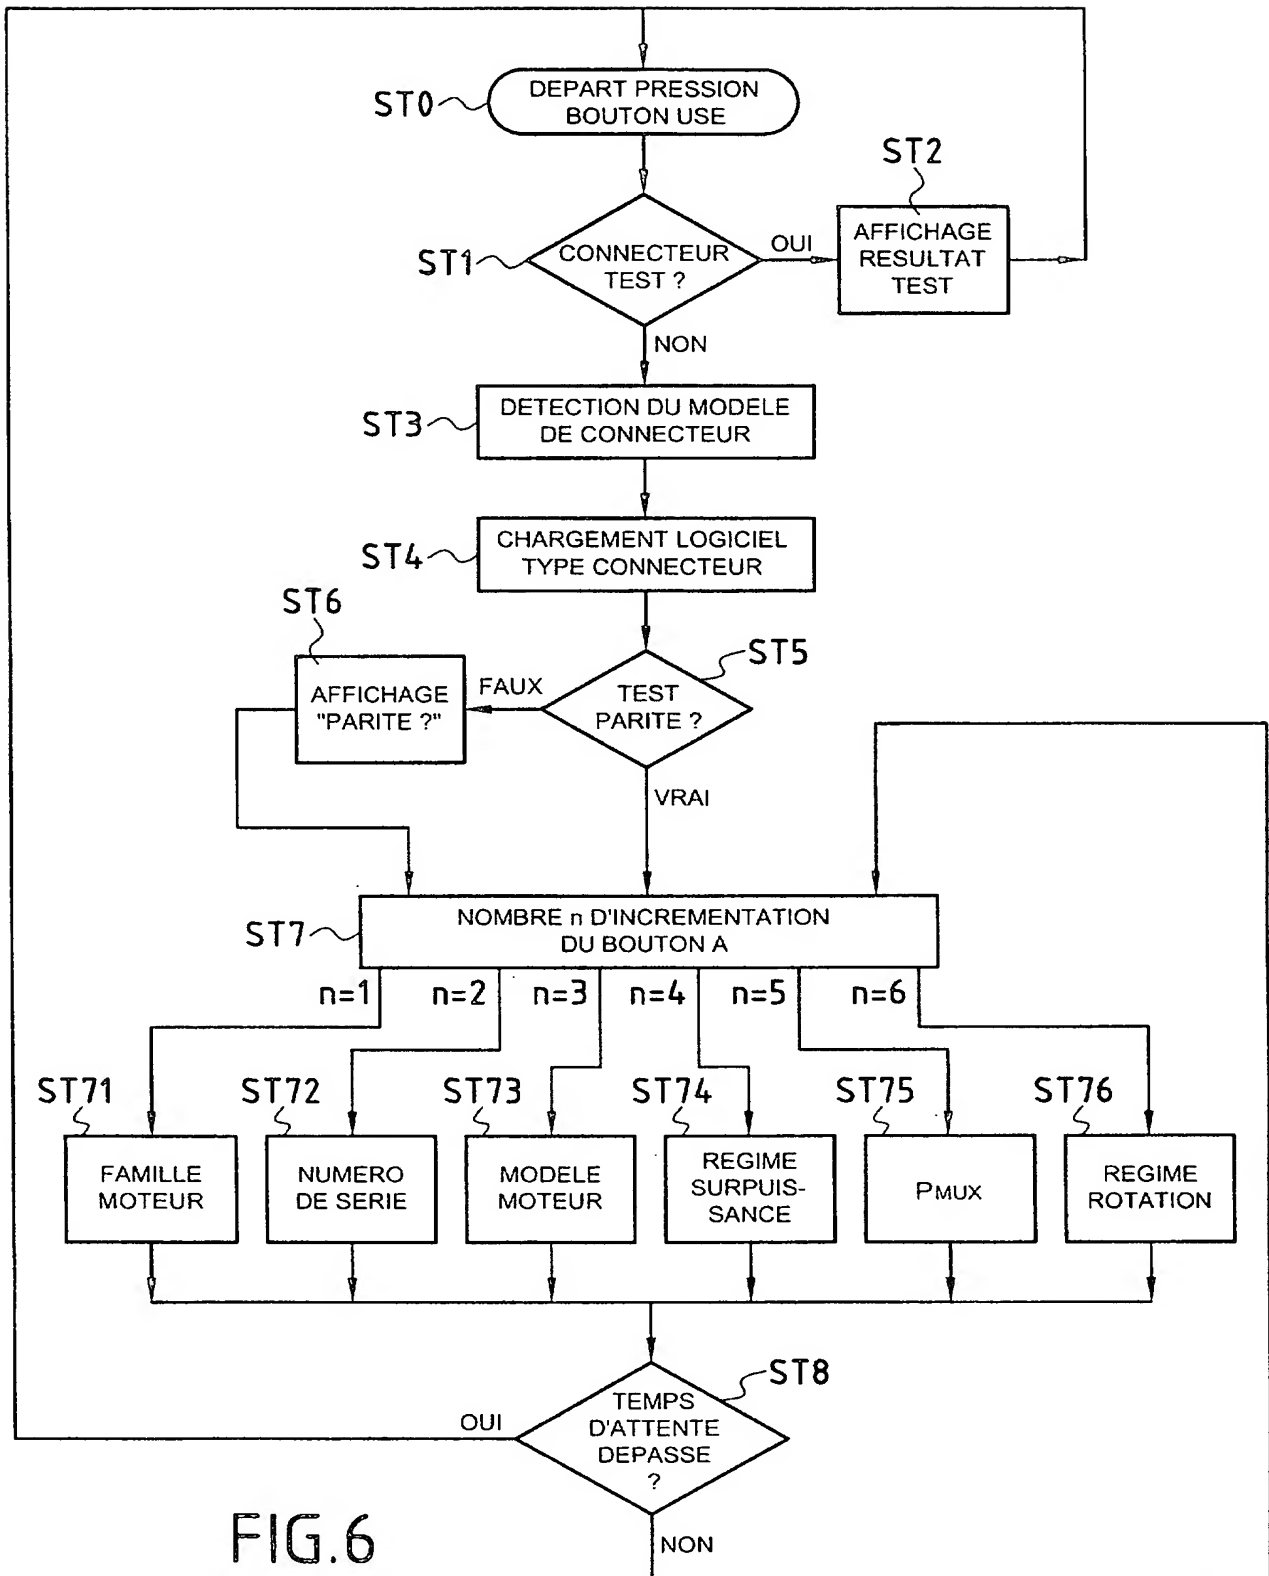 DEPART PRESSION
BOUTON USE
ST0
ST2
CONNECTEUR
TEST ?
ST1
OUI
AFFICHAGE
RESULTAT
TEST
NON
DETECTION DU MODELE
DE CONNECTEUR
ST3
CHARGEMENT LOGICIEL
TYPE CONNECTEUR
ST4
ST6
ST5
AFFICHAGE
"PARITE ?"
FAUX
TEST
PARITE ?
VRAI
NOMBRE n D'INCREMENTATION
DU BOUTON A
ST7
n=1 n=2 n=3 n=4 n=5 n=6
ST71 ST72 ST73 ST74 ST75 ST76
FAMILLE
MOTEUR
NUMERO
DE SERIE
MODELE
MOTEUR
REGIME
SURPUIS-
SANCE
PMUX
REGIME
ROTATION
ST8
TEMPS
D'ATTENTE
DEPASSE
?
OUI
NON
FIG.6